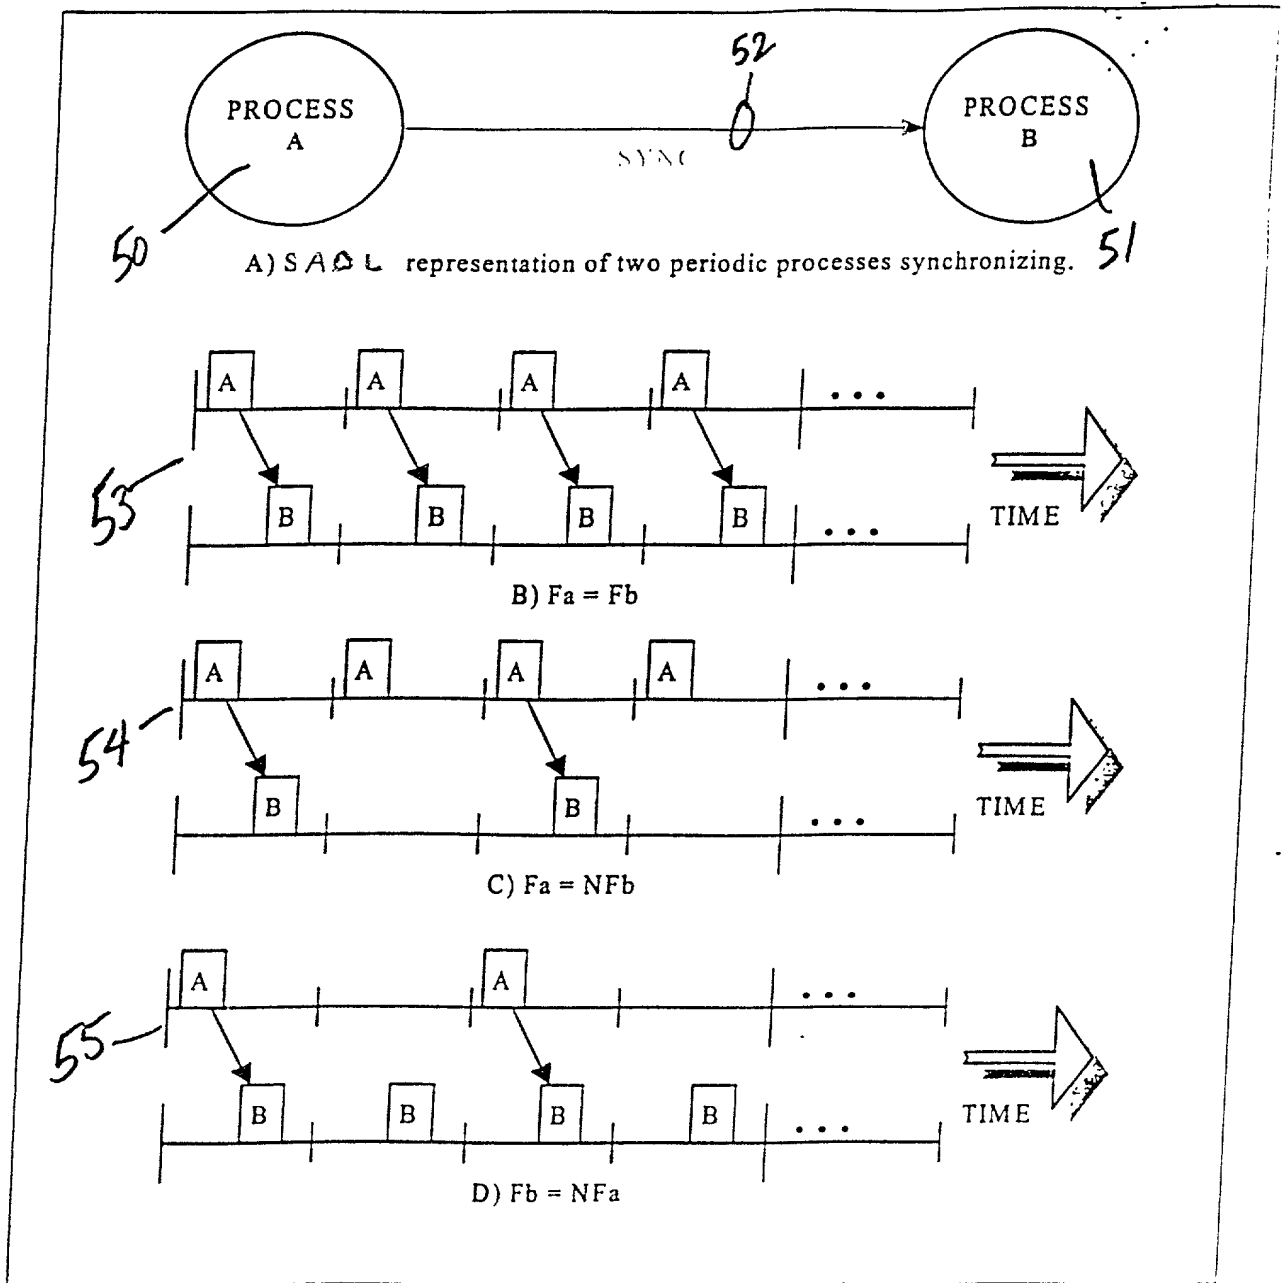 52
PROCESS
A
PROCESS
B
SYNC
50
51
A) SADL representation of two periodic processes synchronizing.
A A A A ...
53
B B B B ...
TIME
B) Fa = Fb
A A A A ...
54
B B ...
TIME
C) Fa = NFb
A A ...
55
B B B B ...
TIME
D) Fb = NFa